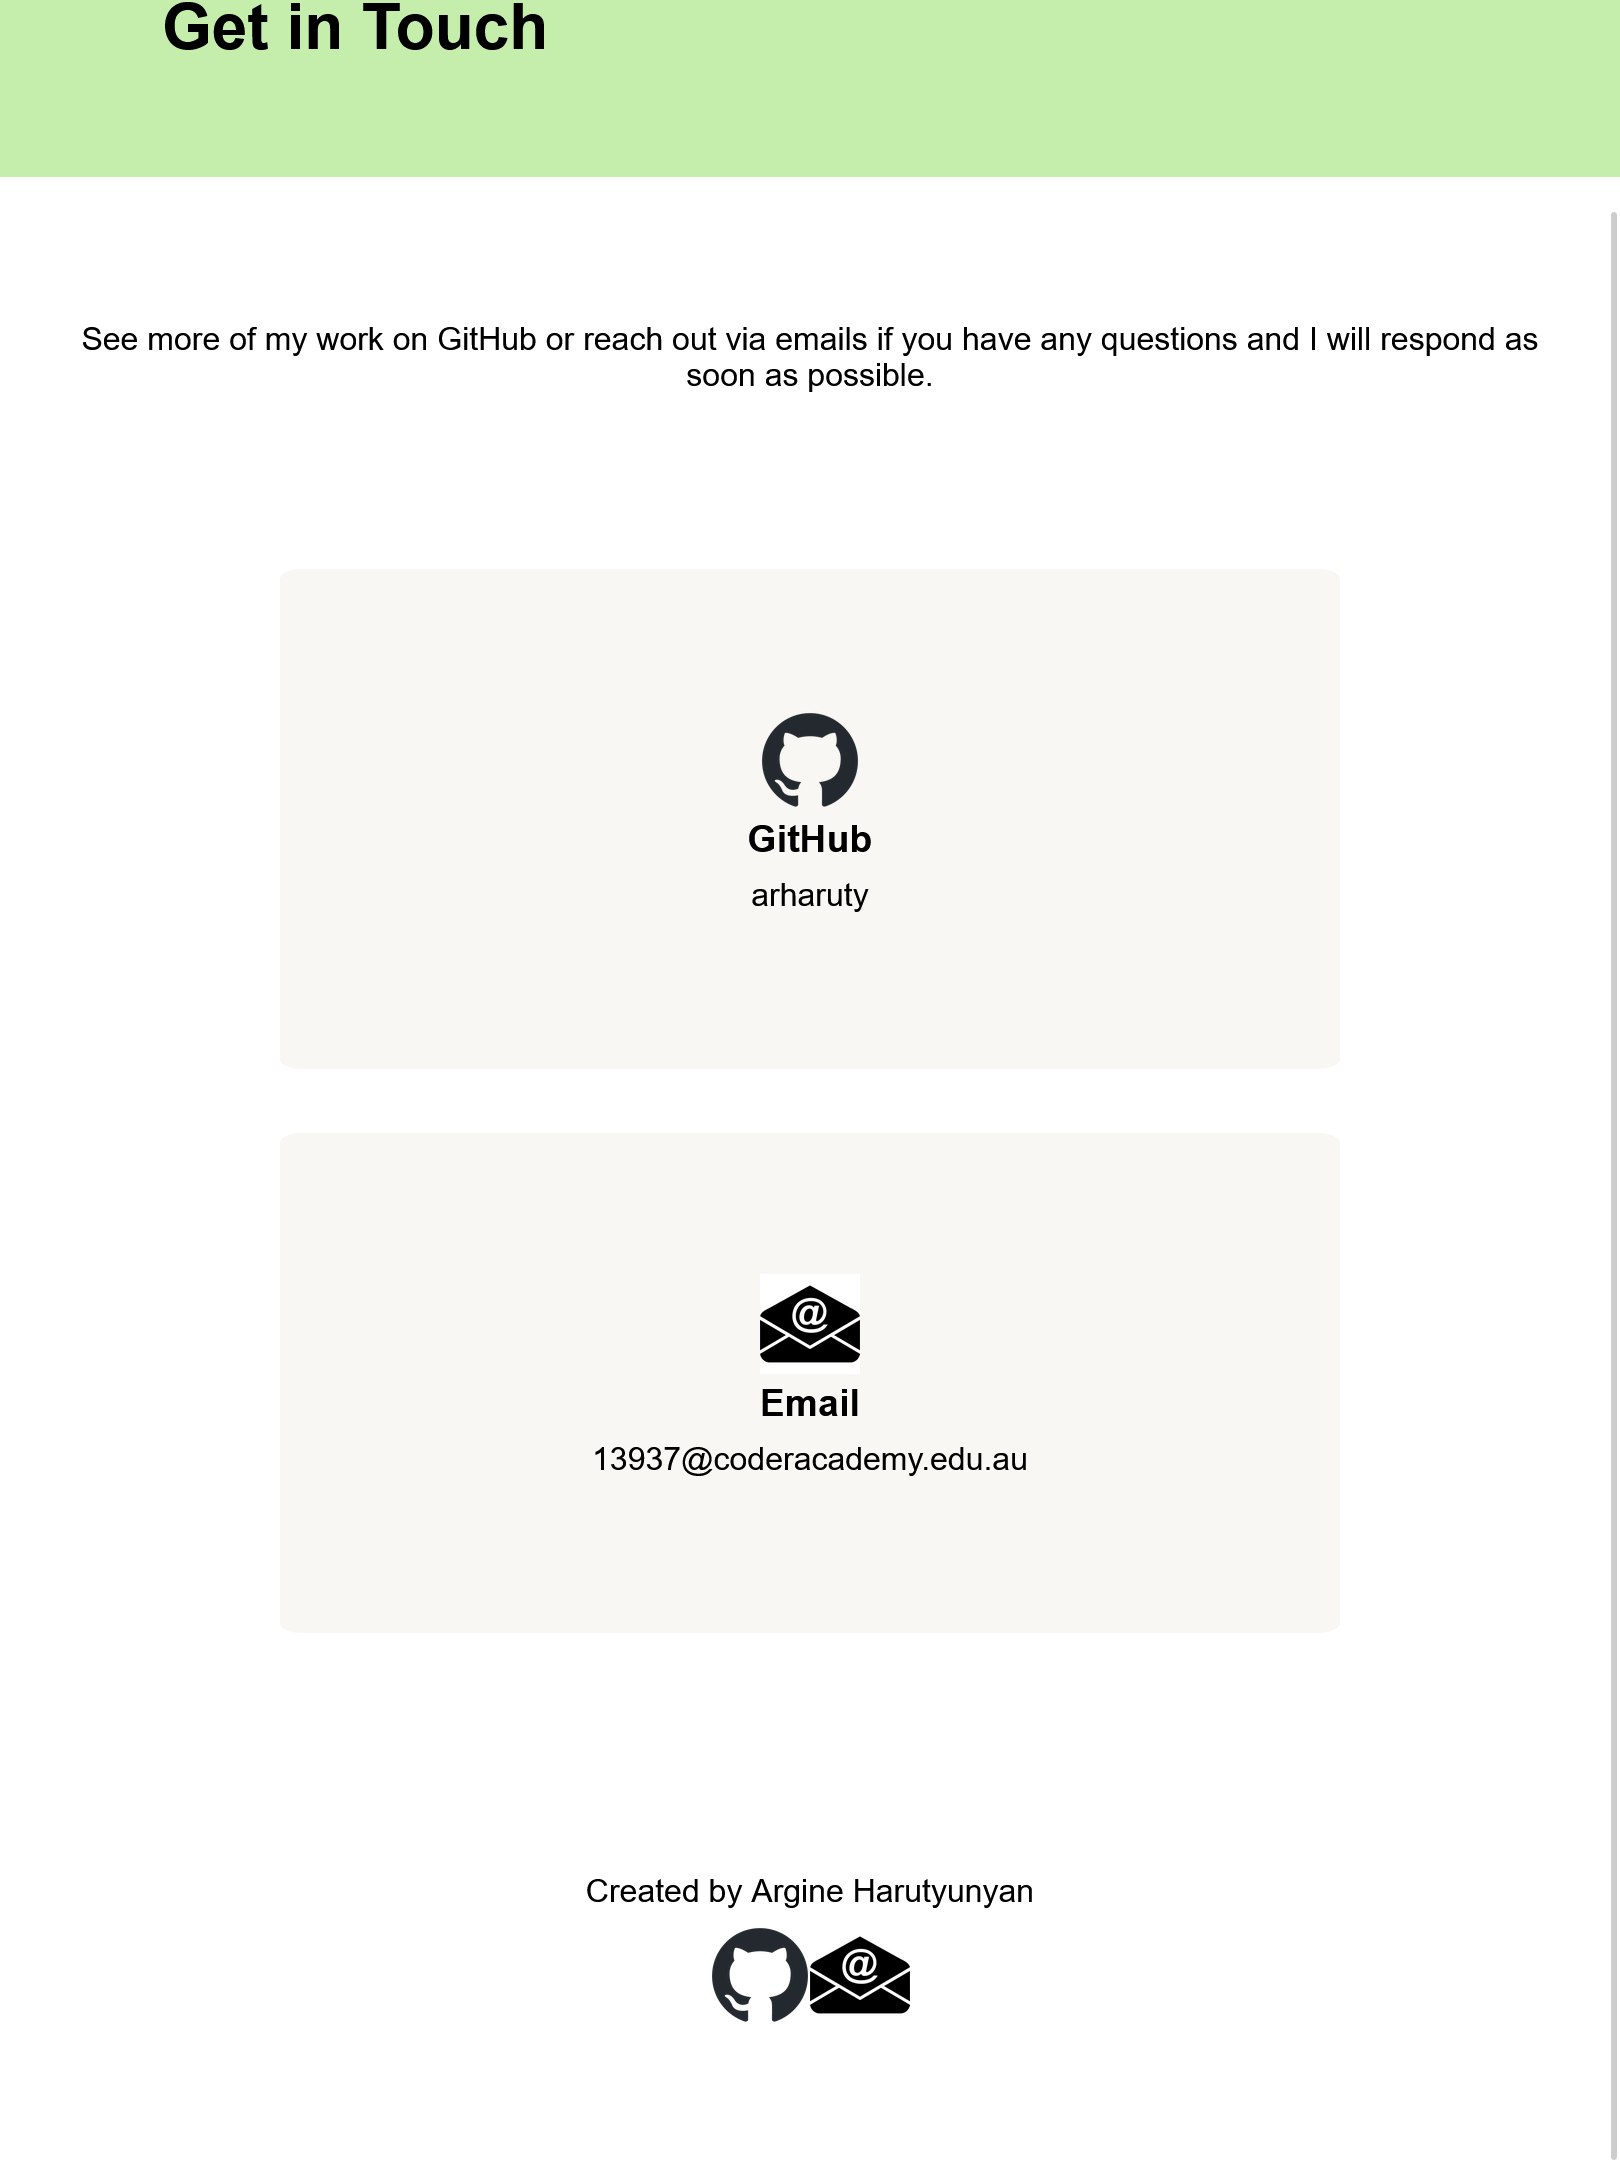 Get in Touch
See more of my work on GitHub or reach out via emails if you have any questions and I will respond as
soon as possible.
GitHub
arharuty
@
Email
13937@coderacademy.edu.au
Created by Argine Harutyunyan
@